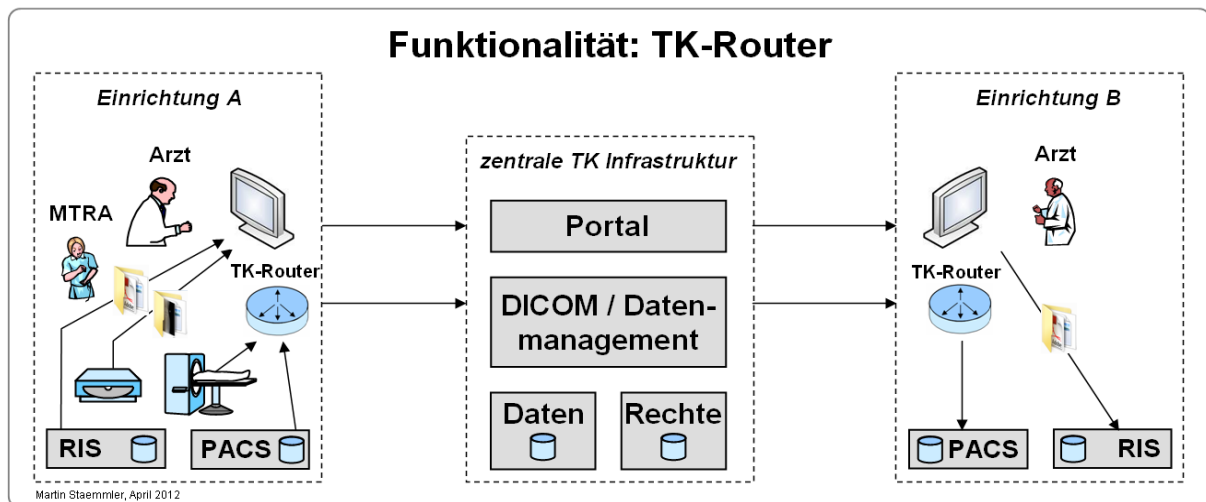 Funktionalität: TK-Router
Einrichtung A
Arzt
MTRA
TK-Router
RIS
PACS
zentrale TK Infrastruktur
Portal
DICOM / Daten-
management
Daten
Rechte
Einrichtung B
Arzt
TK-Router
PACS
RIS
Martin Staemmler, April 2012